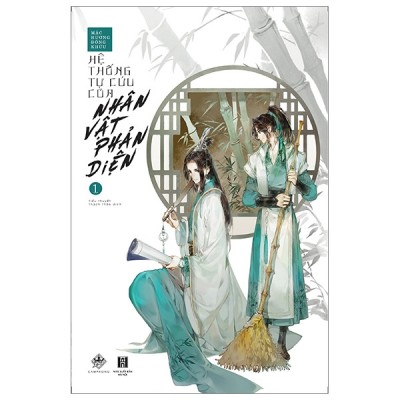 MẶC
HƯƠNG
ĐỒNG
KHỨU
HỆ
THỐNG
TỰ CỨU
CỦA
NHÂN
VẬT
PHẢN
DIỆN
1